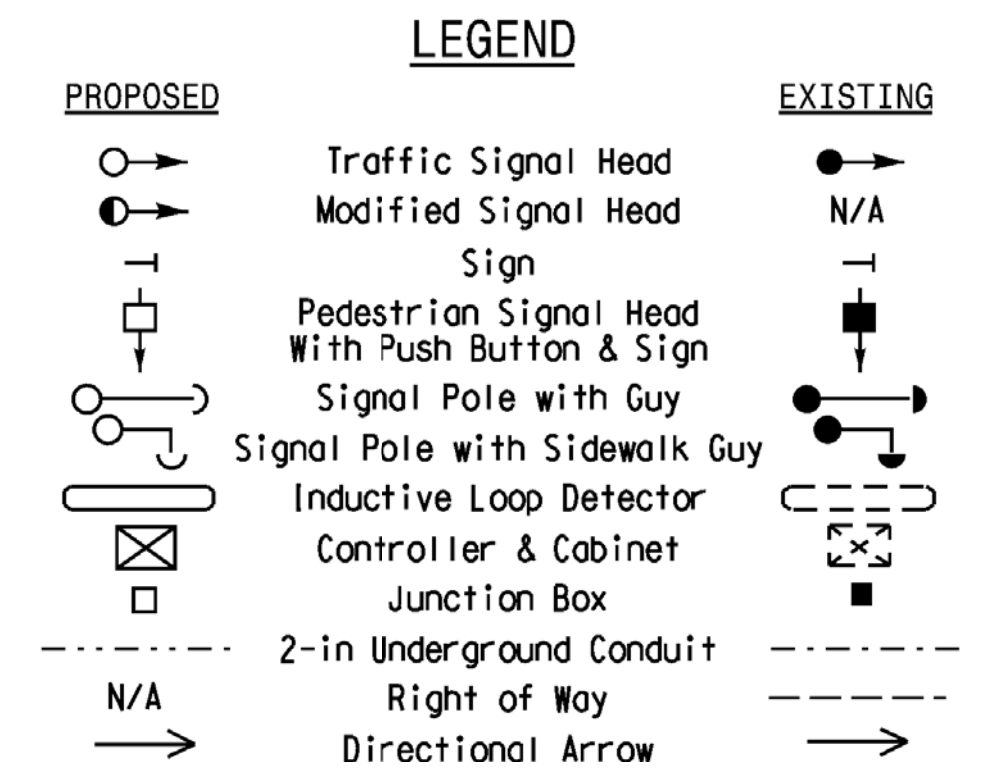 LEGEND
PROPOSED EXISTING
Traffic Signal Head
Modified Signal Head N/A
Sign
Pedestrian Signal Head
With Push Button & Sign
Signal Pole with Guy
Signal Pole with Sidewalk Guy
Inductive Loop Detector
Controller & Cabinet
Junction Box
2-in Underground Conduit
N/A Right of Way
Directional Arrow